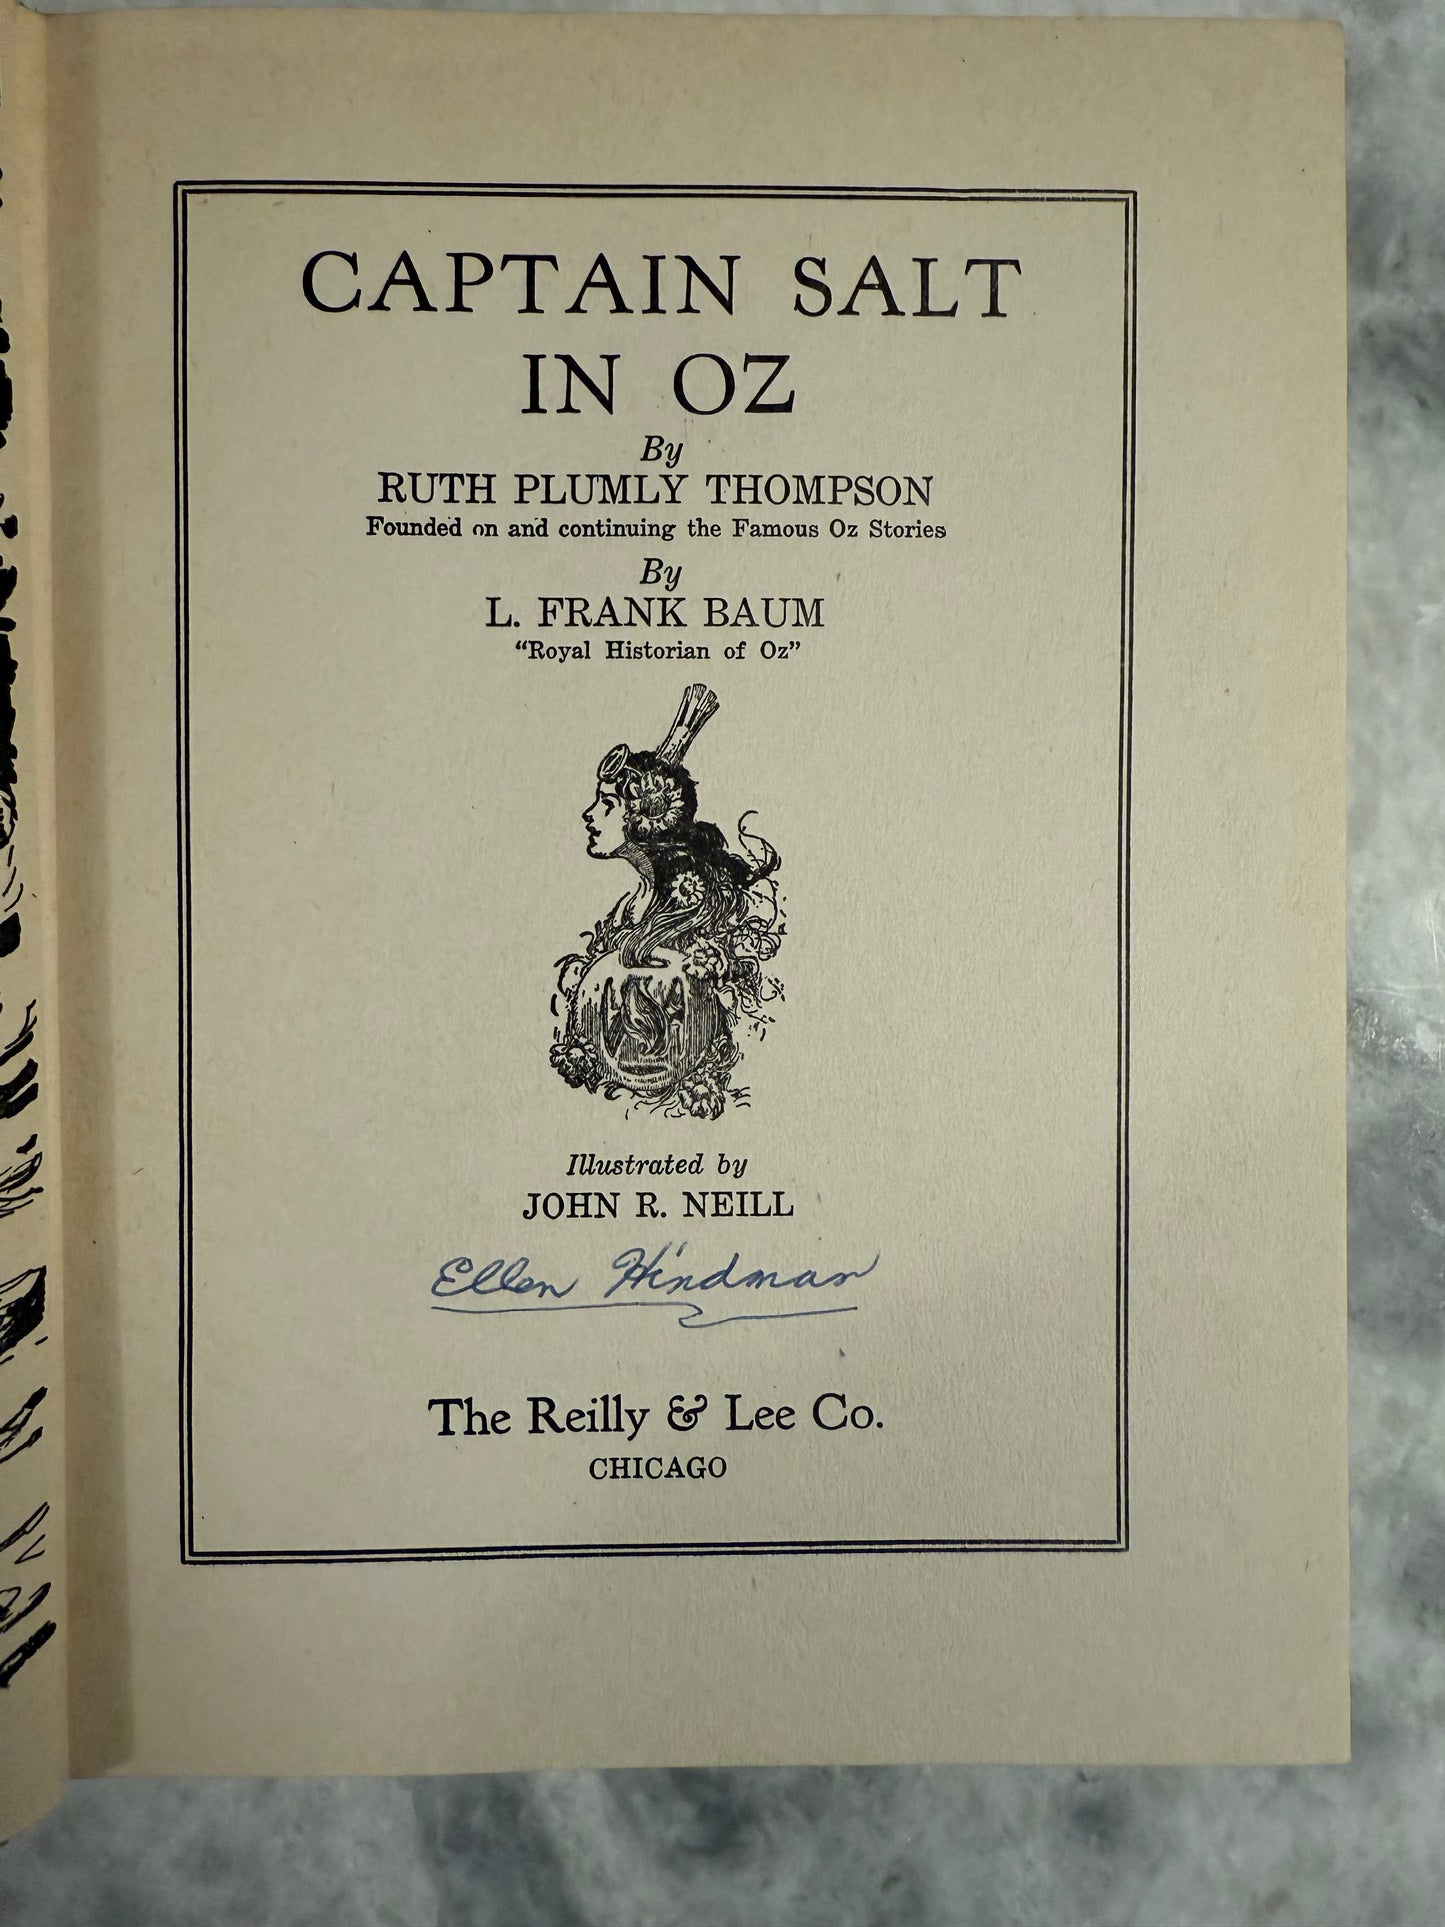 CAPTAIN SALT
IN OZ
By
RUTH PLUMLY THOMPSON
Founded on and continuing the Famous Oz Stories
By
L. FRANK BAUM
“Royal Historian of Oz”
Illustrated by
JOHN R. NEILL
Ellen Hindman
The Reilly & Lee Co.
CHICAGO